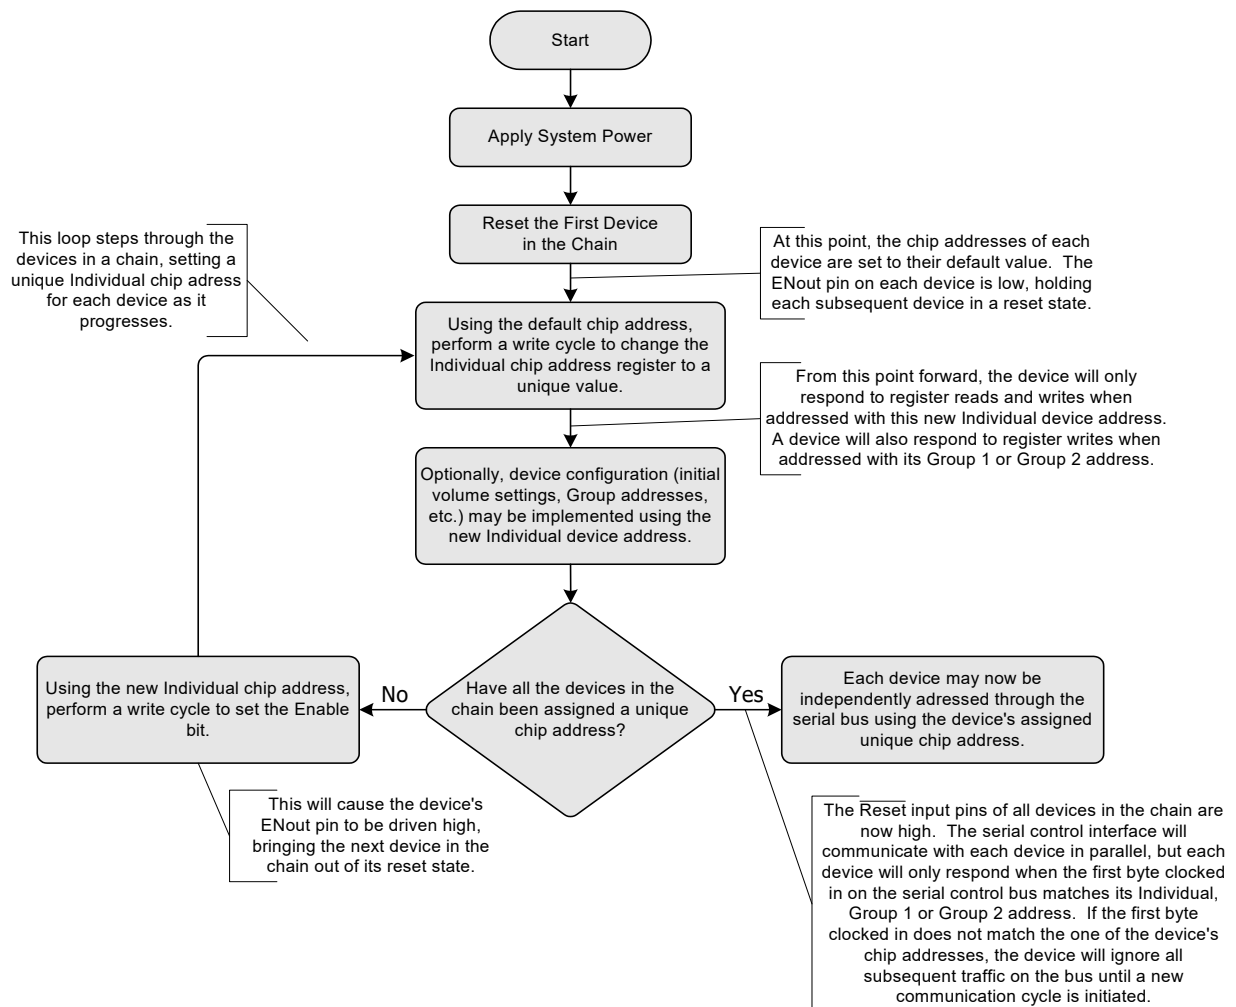 Start
Apply System Power
Reset the First Device
in the Chain
This loop steps through the
devices in a chain, setting a
unique Individual chip adress
for each device as it
progresses.
At this point, the chip addresses of each
device are set to their default value.  The
ENout pin on each device is low, holding
each subsequent device in a reset state.
Using the default chip address,
perform a write cycle to change the
Individual chip address register to a
unique value.
From this point forward, the device will only
respond to register reads and writes when
addressed with this new Individual device address.
A device will also respond to register writes when
addressed with its Group 1 or Group 2 address.
Optionally, device configuration (initial
volume settings, Group addresses,
etc.) may be implemented using the
new Individual device address.
Using the new Individual chip address,
perform a write cycle to set the Enable
bit.
No
Have all the devices in the
chain been assigned a unique
chip address?
Yes
Each device may now be
independently adressed through the
serial bus using the device's assigned
unique chip address.
This will cause the device's
ENout pin to be driven high,
bringing the next device in the
chain out of its reset state.
The Reset input pins of all devices in the chain are
now high.  The serial control interface will
communicate with each device in parallel, but each
device will only respond when the first byte clocked
in on the serial control bus matches its Individual,
Group 1 or Group 2 address.  If the first byte
clocked in does not match the one of the device's
chip addresses, the device will ignore all
subsequent traffic on the bus until a new
communication cycle is initiated.